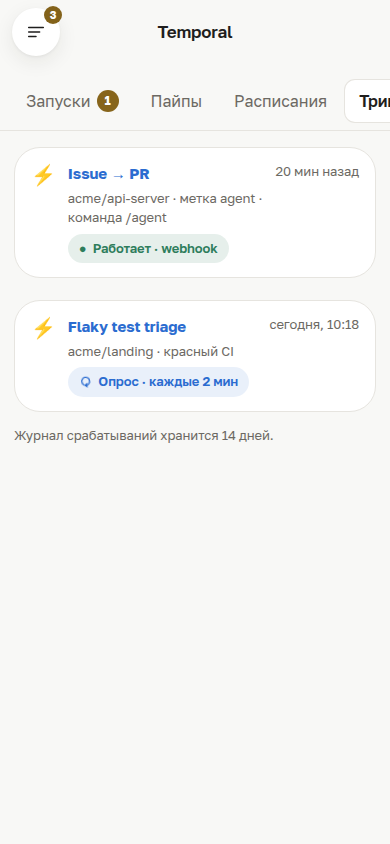 3
Temporal
Запуски 1 Пайпы Расписания
Issue → PR 20 мин назад
acme/api-server · метка agent ·
команда /agent
● Работает · webhook
Flaky test triage сегодня, 10:18
acme/landing · красный CI
Опрос · каждые 2 мин
Журнал срабатываний хранится 14 дней.